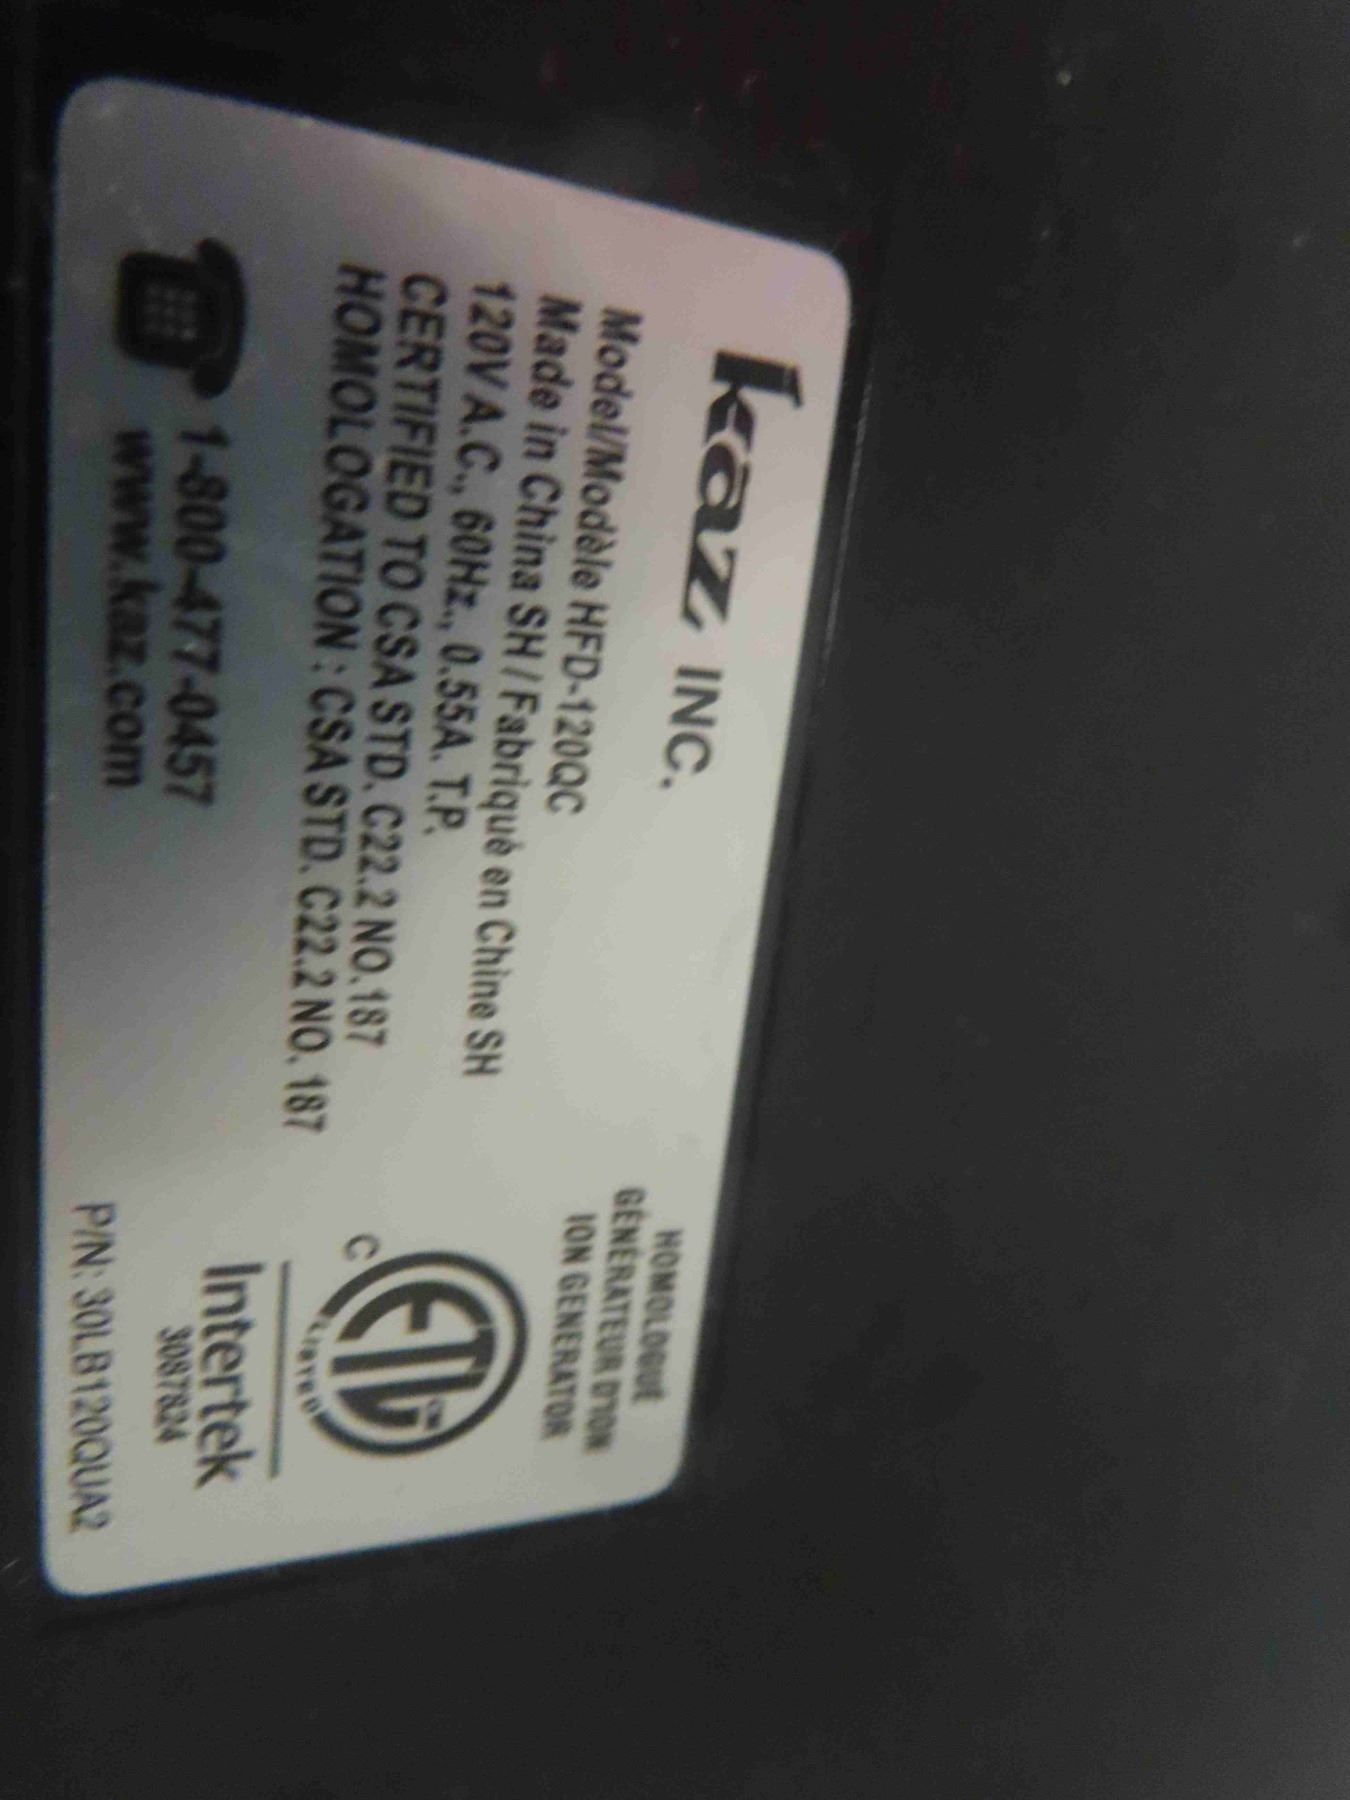 kaz INC.
Model/Modèle HFD-120QC
Made in China SH / Fabriqué en Chine SH
120V A.C., 60Hz., 0.55A. T.P.
CERTIFIED TO CSA STD. C22.2 NO.187
HOMOLOGATION : CSA STD. C22.2 NO. 187
1-800-477-0457
www.kaz.com
HOMOLOGUÉ
GÉNÉRATEUR D'ION
ION GENERATOR
C
ETL CM
LISTED
Intertek
3087824
P/N: 30LB120QUA2